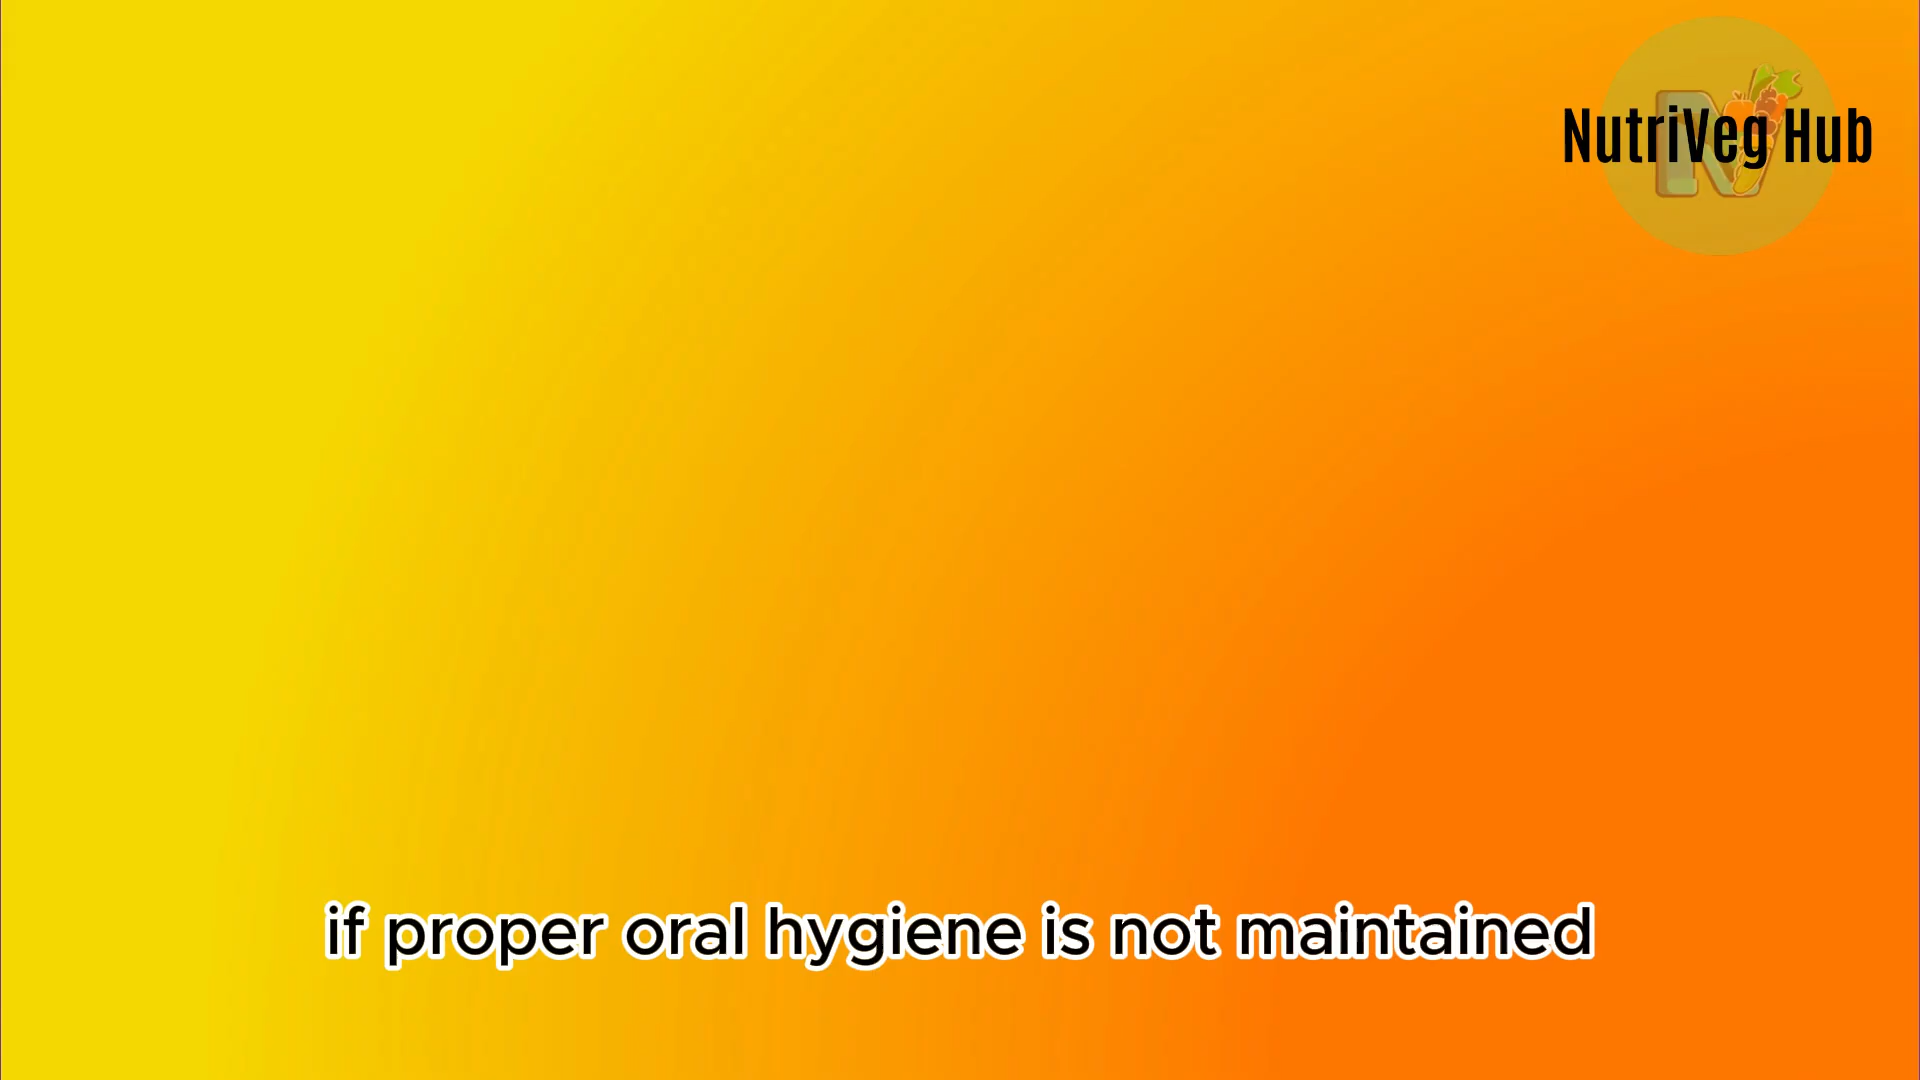 NutriVeg Hub
if proper oral hygiene is not maintained